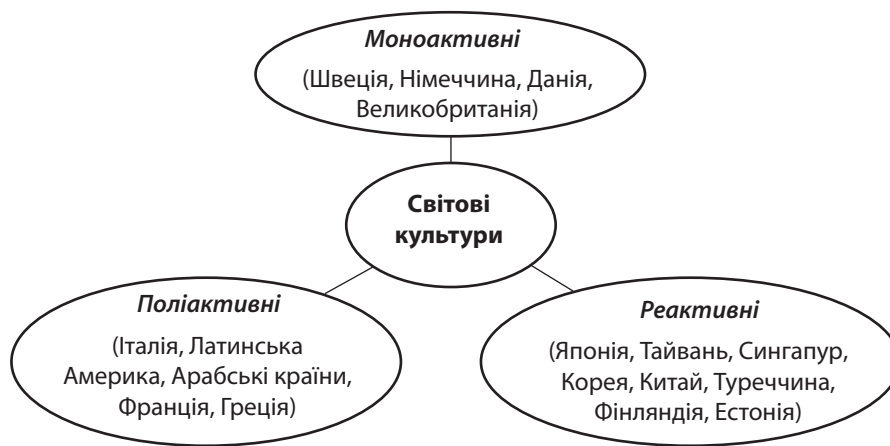 Моноактивні
(Швеція, Німеччина, Данія,
Великобританія)
Світові
культури
Поліактивні
(Італія, Латинська
Америка, Арабські країни,
Франція, Греція)
Реактивні
(Японія, Тайвань, Сингапур,
Корея, Китай, Туреччина,
Фінляндія, Естонія)